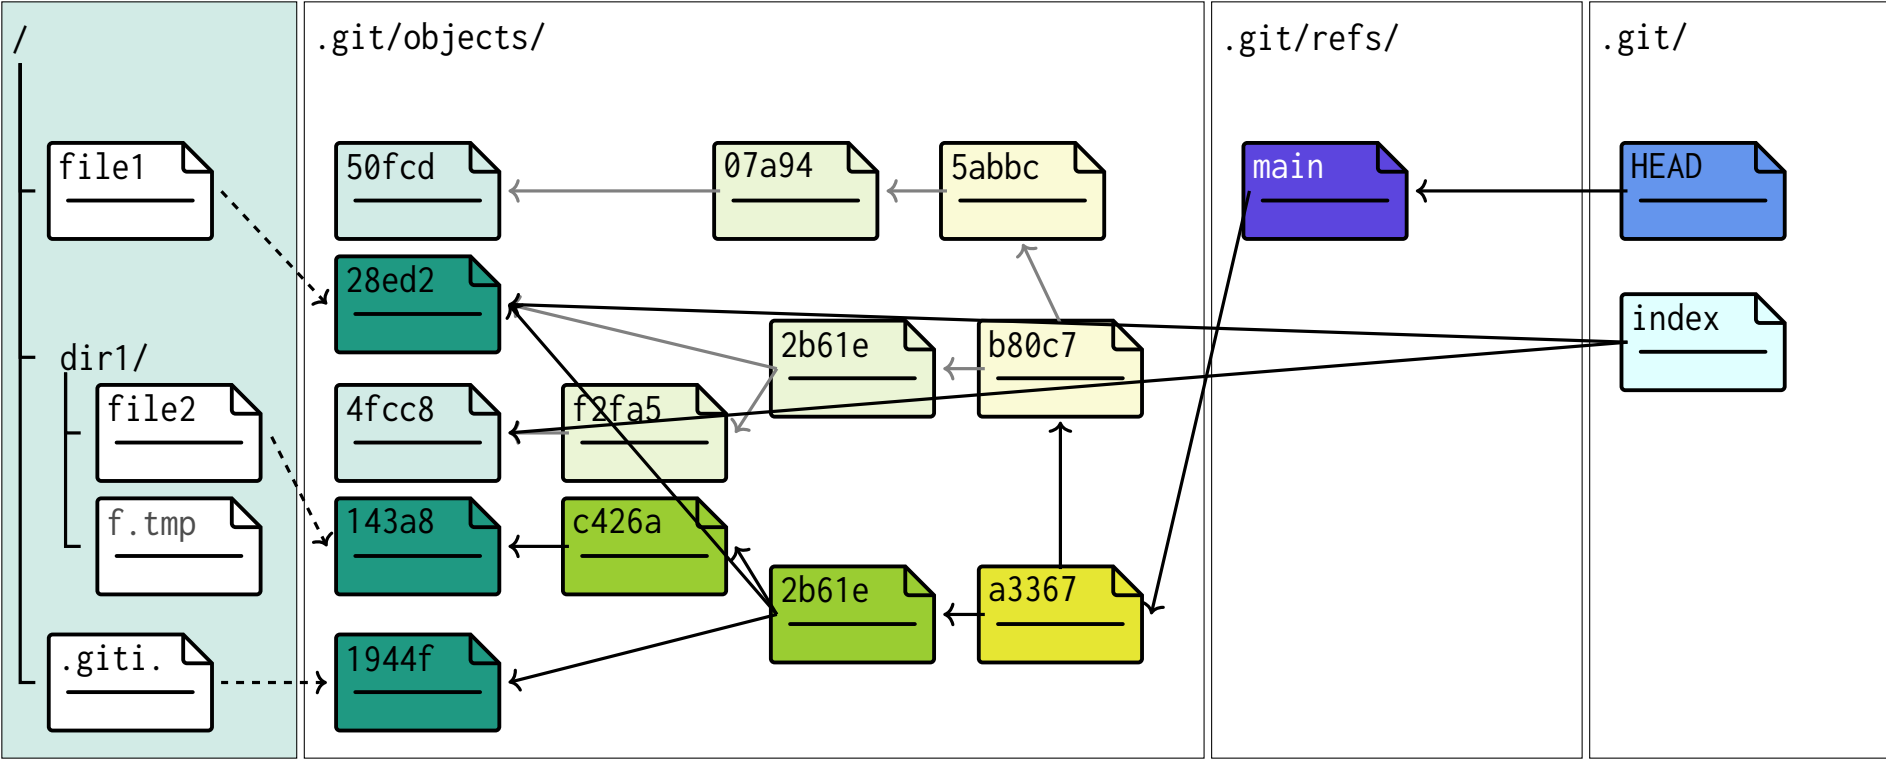 /
file1
dir1/
file2
f.tmp
.giti.
.git/objects/
50fcd
07a94
5abbc
28ed2
2b61e
b80c7
4fcc8
f2fa5
143a8
c426a
2b61e
a3367
1944f
.git/refs/
main
.git/
HEAD
index